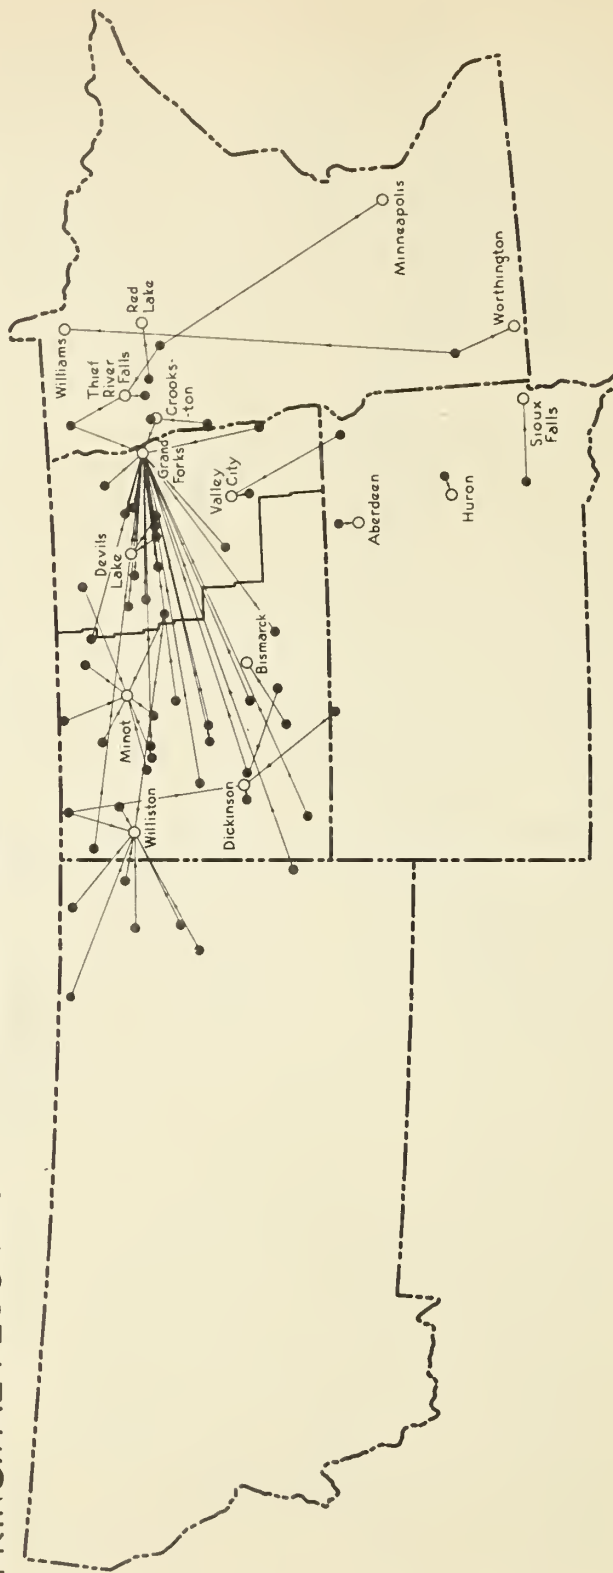 Williams
Red
Lake
Thief
River
Falls
Crooks-
-ton
Grand
Forks
Devils
Lake
Minot
Williston
Valley
City
Bismarck
Dickinson
Minneapolis
Aberdeen
Huron
Worthington
Sioux
Falls